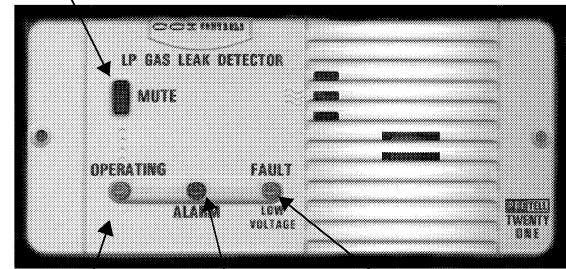 LP GAS LEAK DETECTOR
MUTE
OPERATING
FAULT
ALARM
LOW
VOLTAGE
TWENTY
ONE